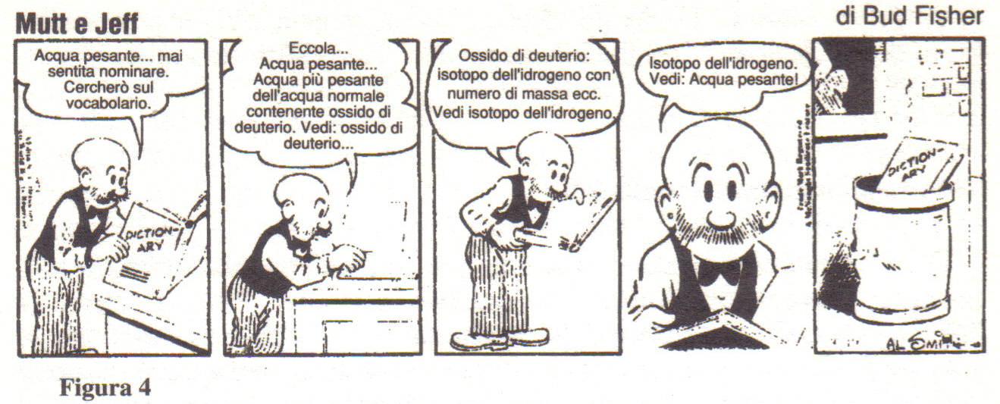 Mutt e Jeff
di Bud Fisher
Acqua pesante... mai
sentita nominare.
Cercherò sul
vocabolario.
DICTION-
ARY
Eccola...
Acqua pesante...
Acqua più pesante
dell'acqua normale
contenente ossido di
deuterio. Vedi: ossido di
deuterio...
Ossido di deuterio:
isotopo dell'idrogeno con
numero di massa ecc.
Vedi isotopo dell'idrogeno.
Isotopo dell'idrogeno.
Vedi: Acqua pesante!
DICTION-
ARY
AL SMITH
Figura 4